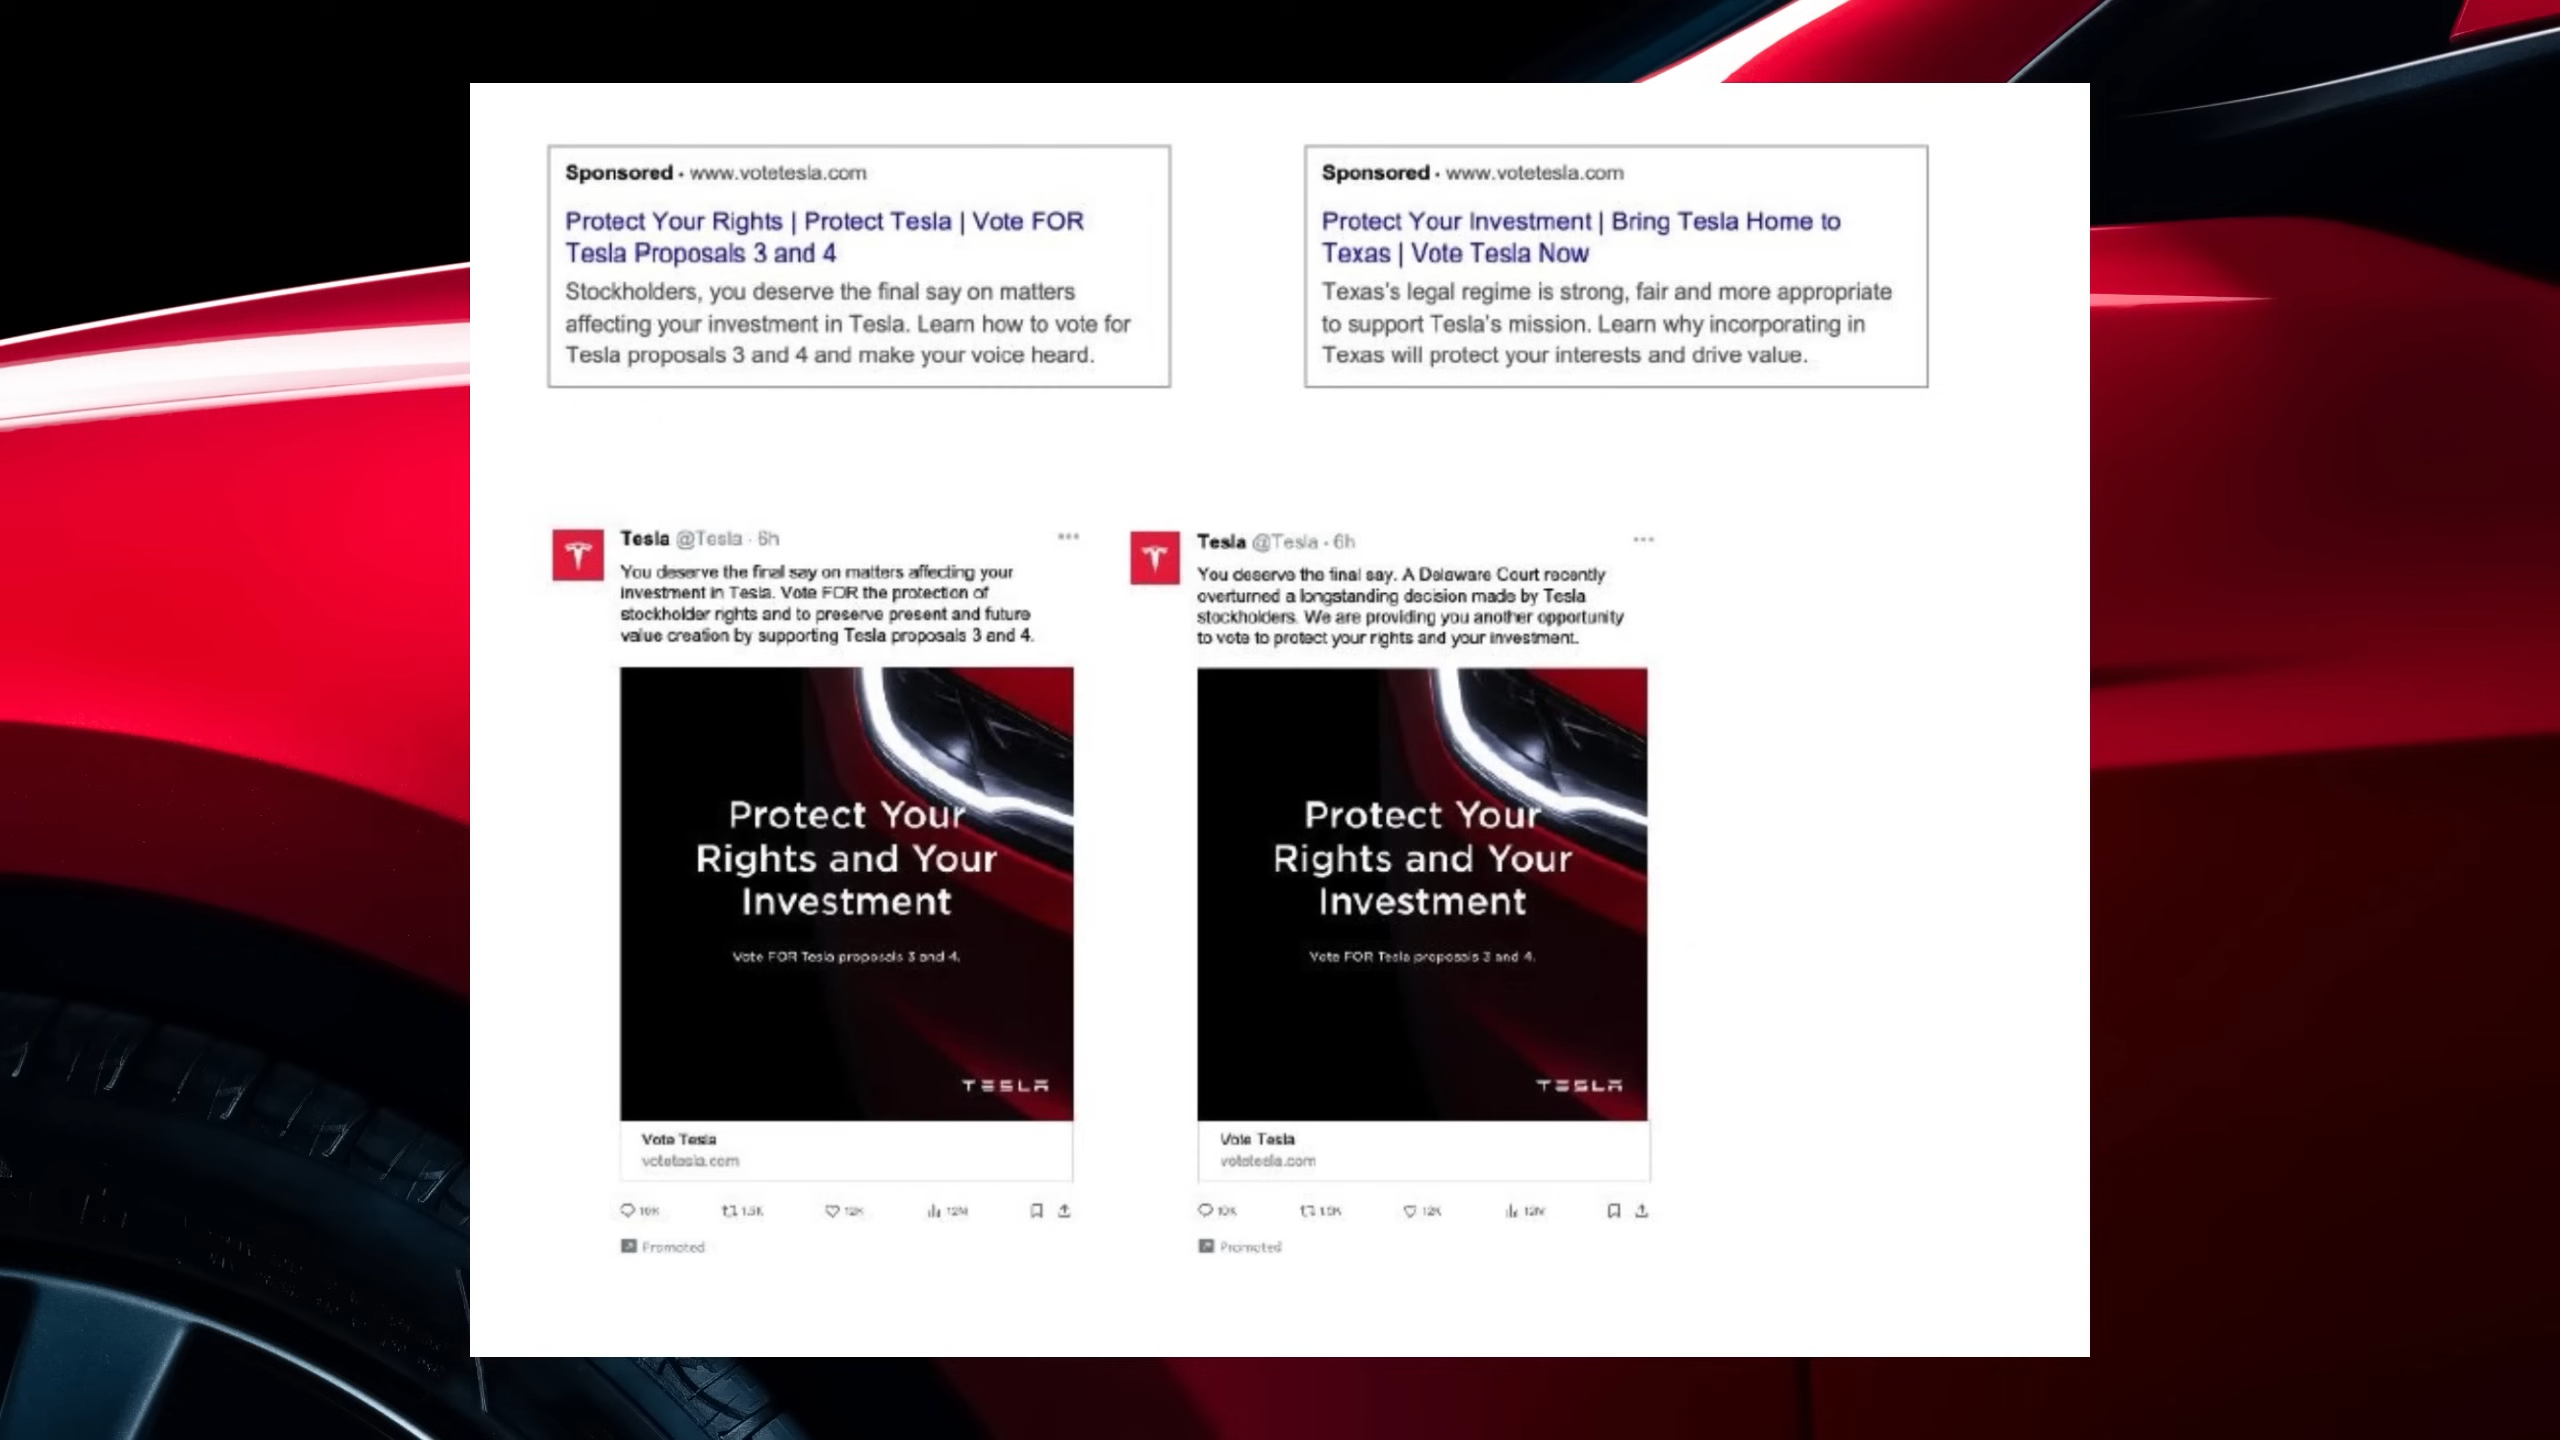 Sponsored · www.votetesla.com
Protect Your Rights | Protect Tesla | Vote FOR
Tesla Proposals 3 and 4
Stockholders, you deserve the final say on matters
affecting your investment in Tesla. Learn how to vote for
Tesla proposals 3 and 4 and make your voice heard.
Sponsored · www.votetesla.com
Protect Your Investment | Bring Tesla Home to
Texas | Vote Tesla Now
Texas's legal regime is strong, fair and more appropriate
to support Tesla's mission. Learn why incorporating in
Texas will protect your interests and drive value.
Tesla @Tesla · 6h
You deserve the final say on matters affecting your
investment in Tesla. Vote FOR the protection of
stockholder rights and to preserve present and future
value creation by supporting Tesla proposals 3 and 4.
Protect Your
Rights and Your
Investment
Vote FOR Tesla proposals 3 and 4.
TESLA
Vote Tesla
votetesla.com
10K 1.5K 12K 12M
Promoted
Tesla @Tesla · 6h
You deserve the final say. A Delaware Court recently
overturned a longstanding decision made by Tesla
stockholders. We are providing you another opportunity
to vote to protect your rights and your investment.
Protect Your
Rights and Your
Investment
Vote FOR Tesla proposals 3 and 4.
TESLA
Vote Tesla
votetesla.com
10K 1.5K 12K 12M
Promoted